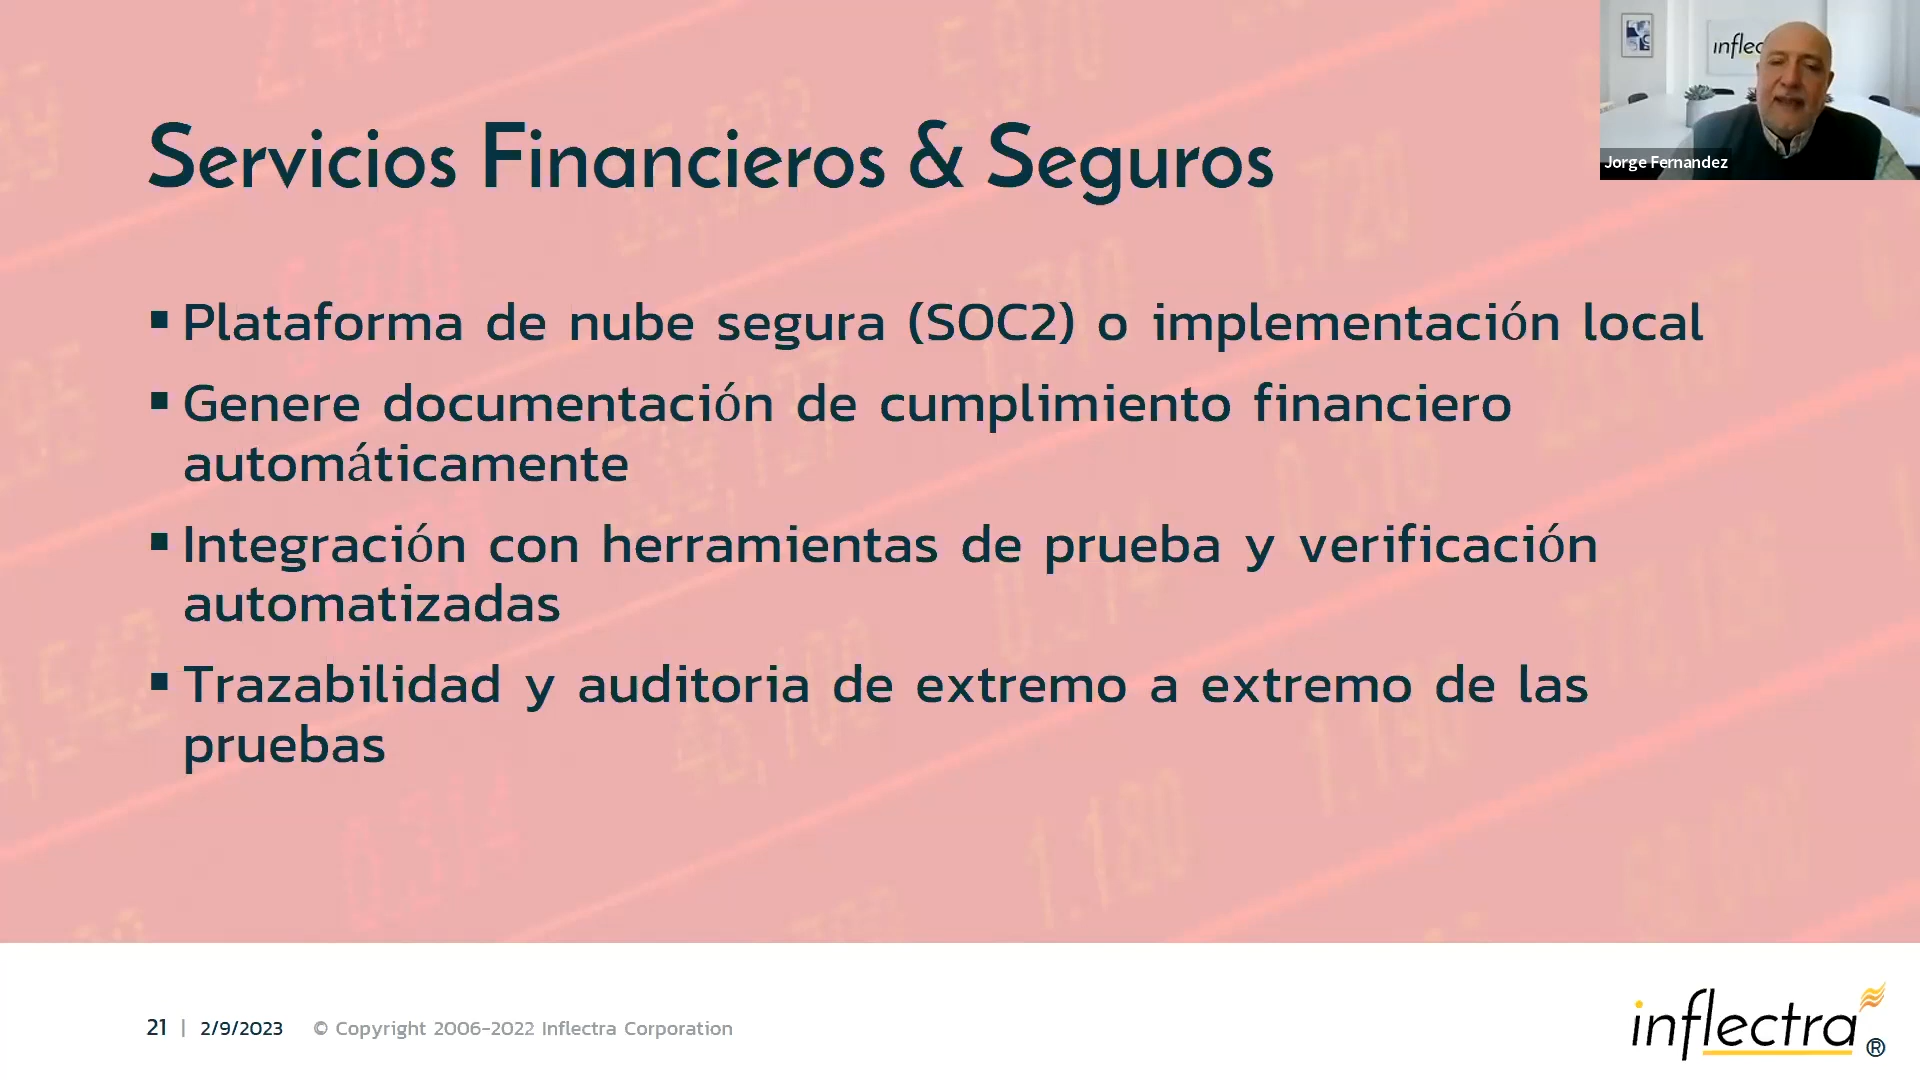 Servicios Financieros & Seguros
inflec
Jorge Fernandez
▪ Plataforma de nube segura (SOC2) o implementación local
▪ Genere documentación de cumplimiento financiero
automáticamente
▪ Integración con herramientas de prueba y verificación
automatizadas
▪ Trazabilidad y auditoria de extremo a extremo de las
pruebas
21 | 2/9/2023 © Copyright 2006-2022 Inflectra Corporation
inflectra®